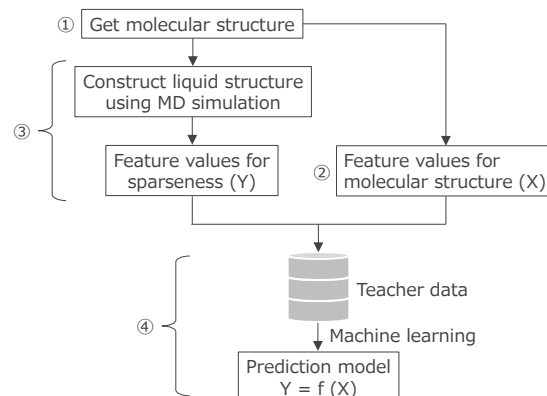 ① Get molecular structure
Construct liquid structure
using MD simulation
③
Feature values for
sparseness (Y)
② Feature values for
molecular structure (X)
④
Teacher data
Machine learning
Prediction model
Y = f (X)